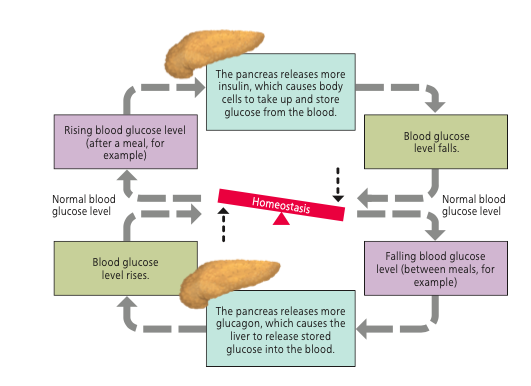 The pancreas releases more
insulin, which causes body
cells to take up and store
glucose from the blood.
Rising blood glucose level
(after a meal, for
example)
Blood glucose
level falls.
Normal blood
glucose level
Homeostasis
Normal blood
glucose level
Blood glucose
level rises.
Falling blood glucose
level (between meals, for
example)
The pancreas releases more
glucagon, which causes the
liver to release stored
glucose into the blood.